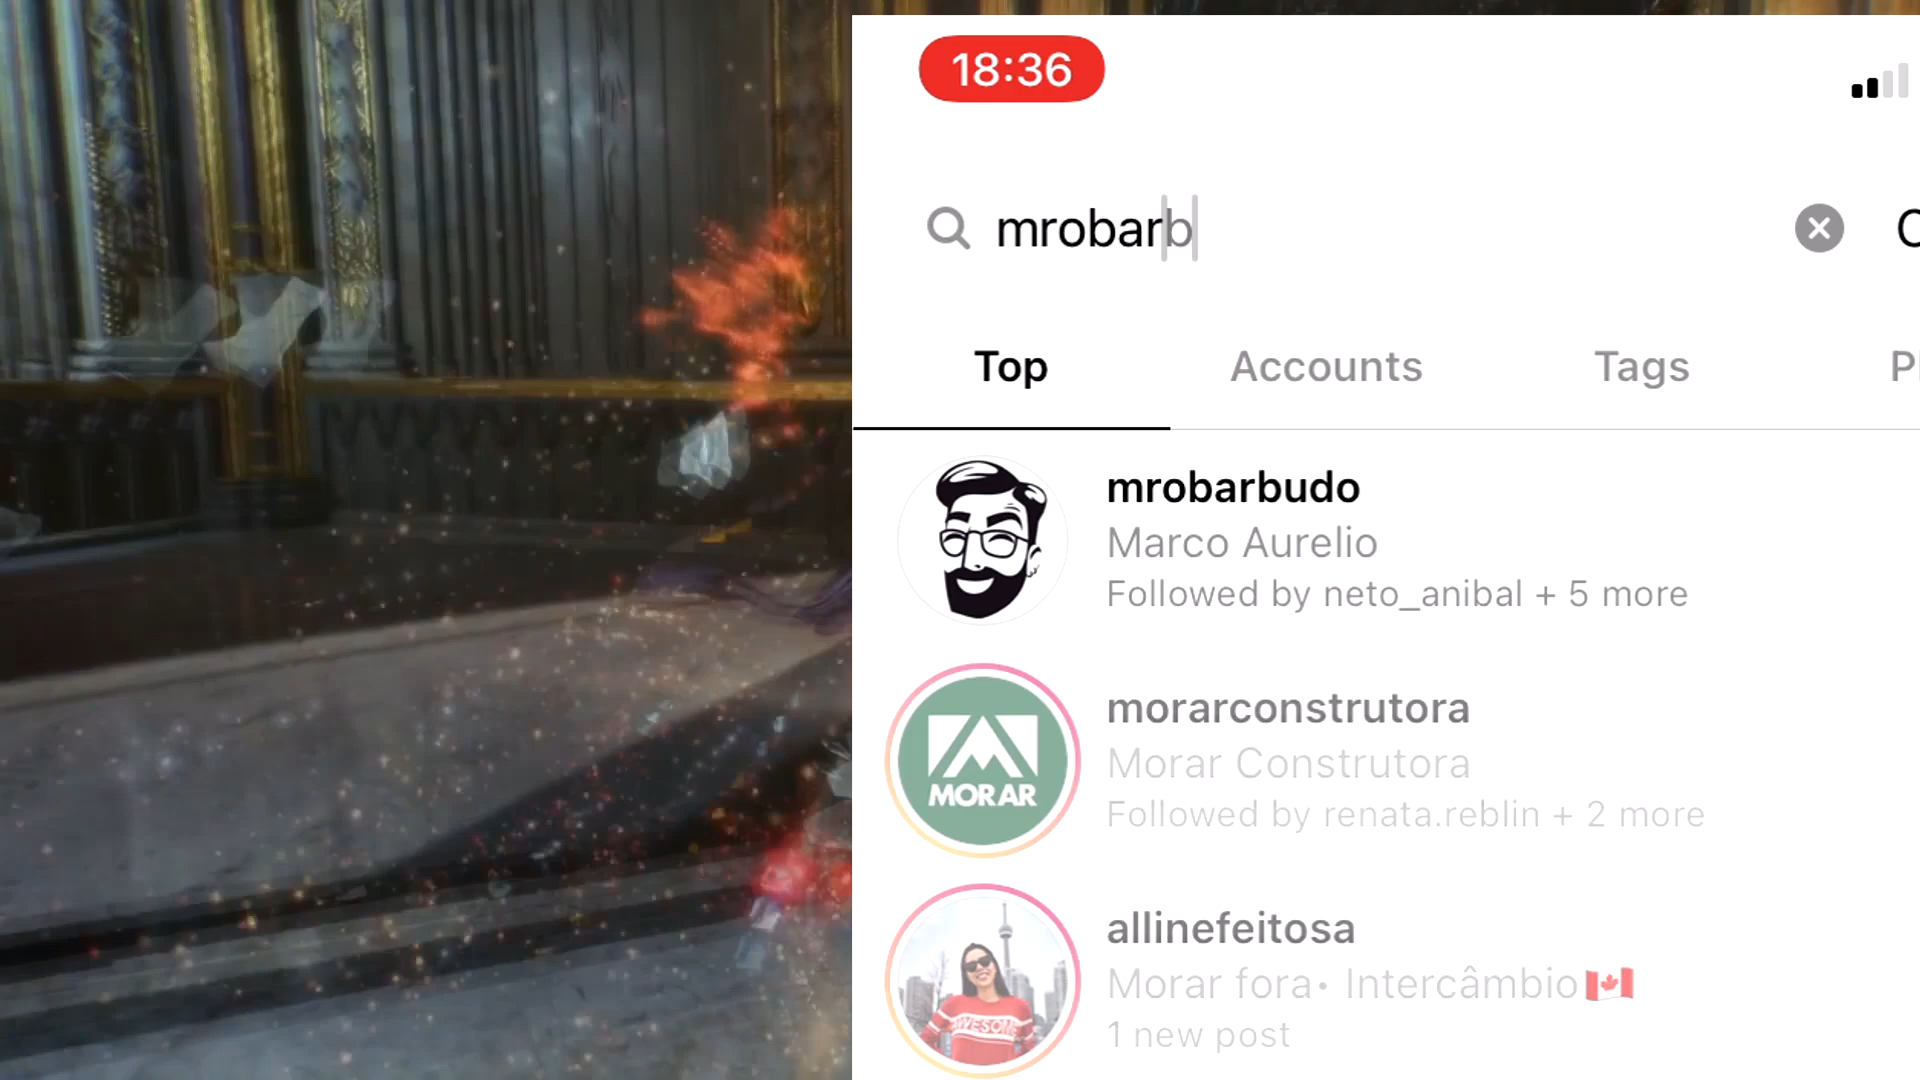 18:36
mrobarb
Top
Accounts
Tags
mrobarbudo
Marco Aurelio
Followed by neto_anibal + 5 more
morarconstrutora
Morar Construtora
Followed by renata.reblin + 2 more
MORAR
allinefeitosa
Morar fora• Intercâmbio🇨🇦
1 new post
AWESOME